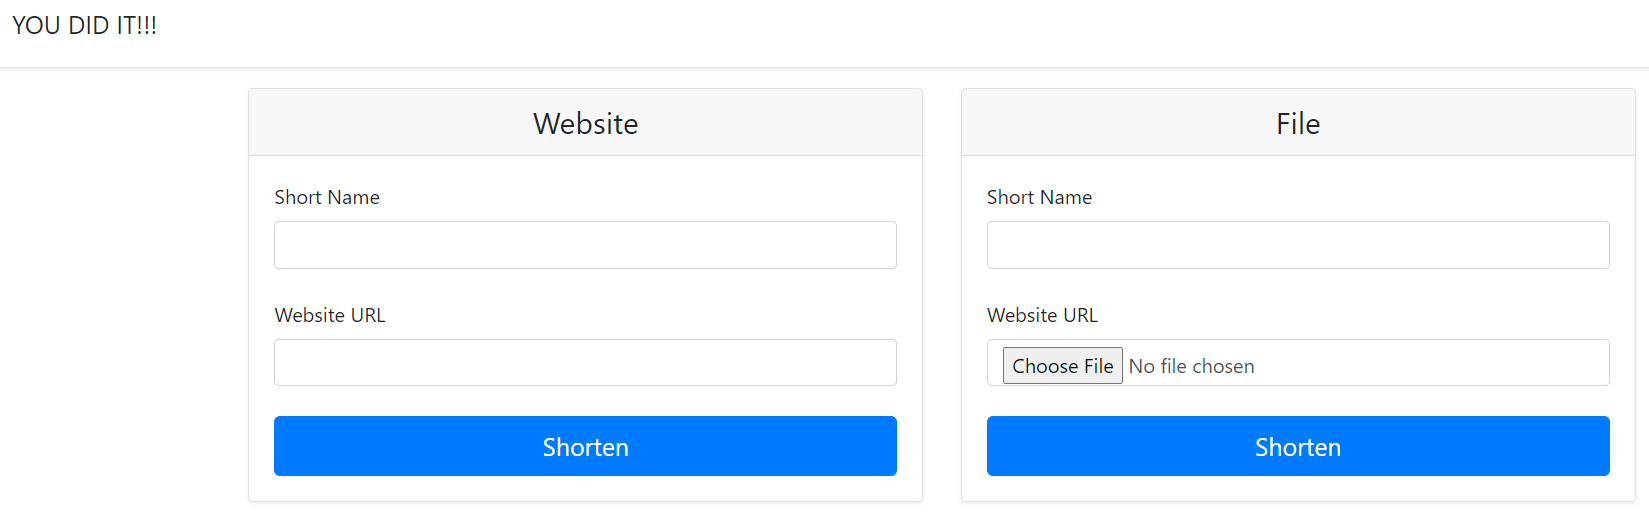 YOU DID IT!!!
Website
Short Name
Website URL
Shorten
File
Short Name
Website URL
Choose File No file chosen
Shorten